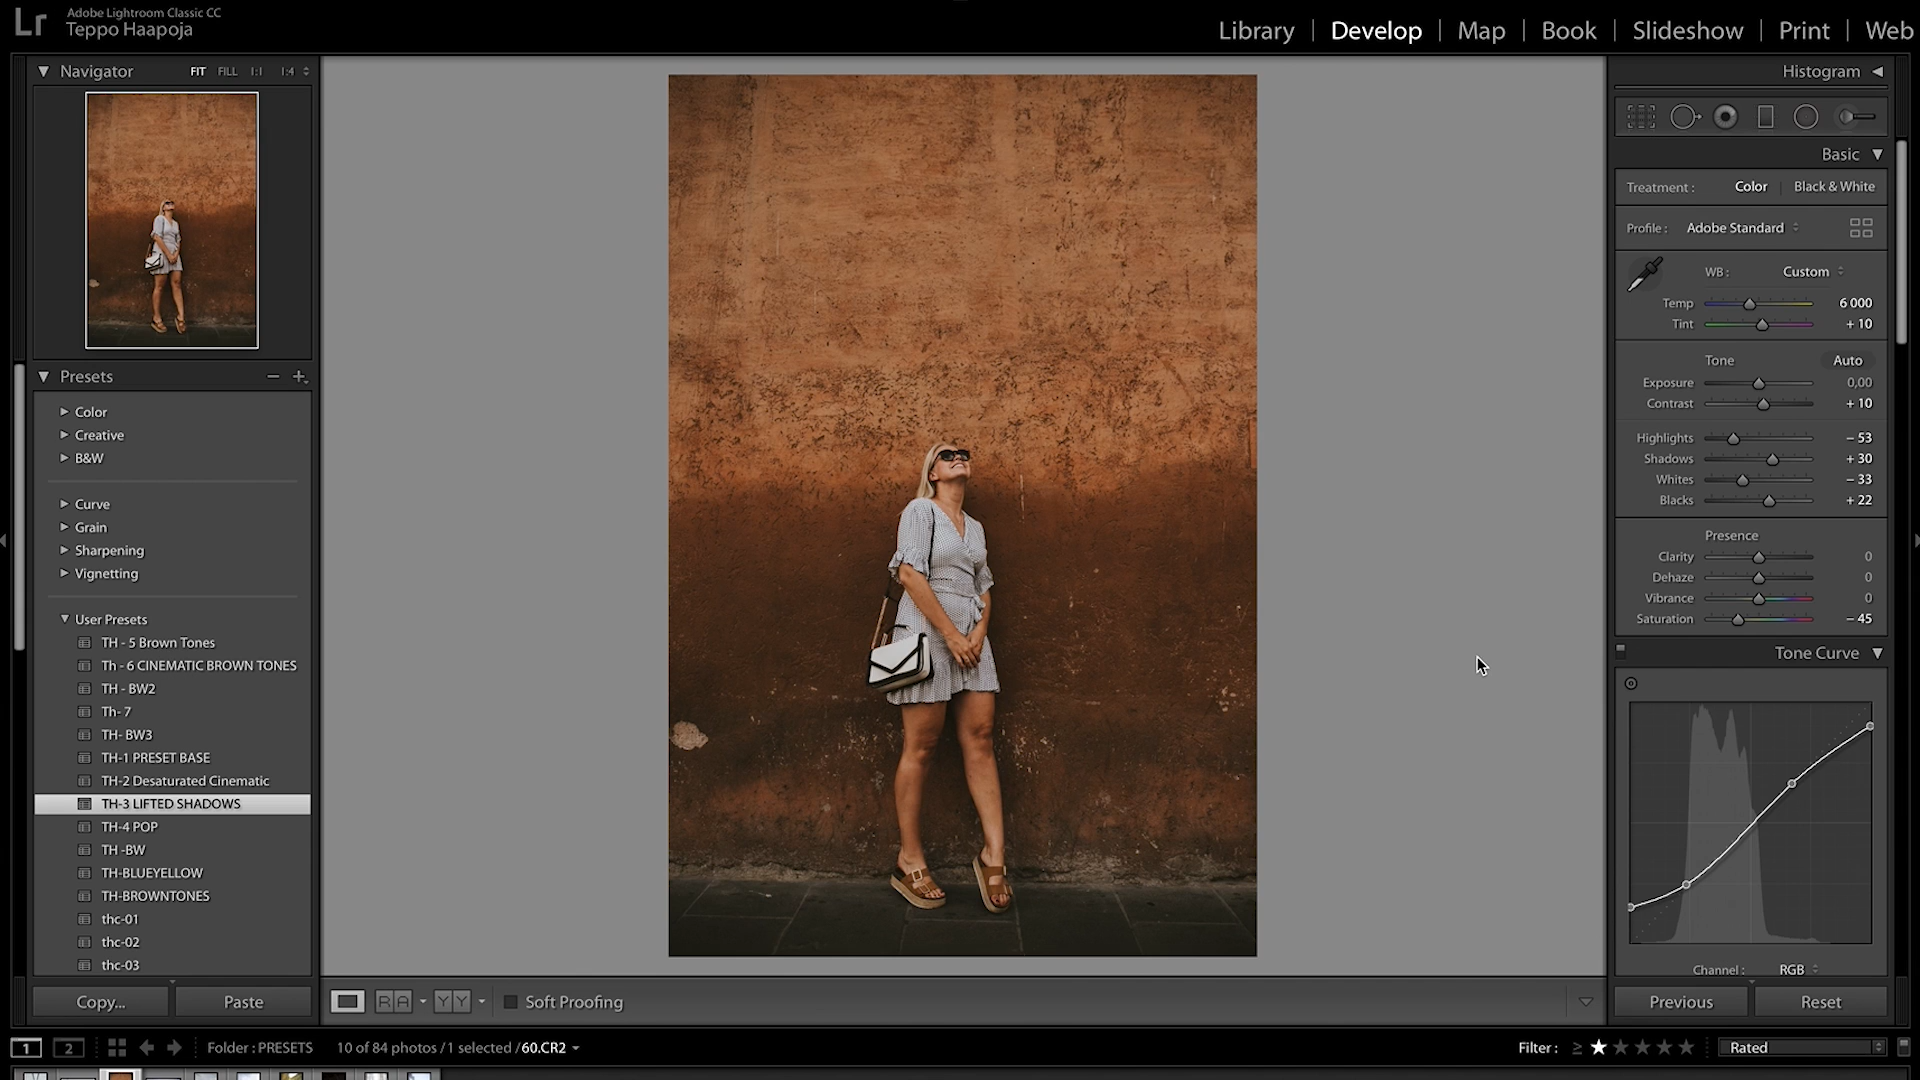 Lr
Adobe Lightroom Classic CC
Teppo Haapoja
Library | Develop | Map | Book | Slideshow | Print | Web
Navigator FIT FILL 1:1 1:4
Presets
Color
Creative
B&W
Curve
Grain
Sharpening
Vignetting
User Presets
TH - 5 Brown Tones
Th - 6 CINEMATIC BROWN TONES
TH - BW2
Th- 7
TH- BW3
TH-1 PRESET BASE
TH-2 Desaturated Cinematic
TH-3 LIFTED SHADOWS
TH-4 POP
TH -BW
TH-BLUEYELLOW
TH-BROWNTONES
thc-01
thc-02
thc-03
Copy... Paste
R A Y Y Soft Proofing
Histogram
Basic
Treatment : Color | Black & White
Profile : Adobe Standard
WB : Custom
Temp 6 000
Tint + 10
Tone Auto
Exposure 0,00
Contrast + 10
Highlights – 53
Shadows + 30
Whites – 33
Blacks + 22
Presence
Clarity 0
Dehaze 0
Vibrance 0
Saturation – 45
Tone Curve
Channel : RGB
Previous Reset
1 2 Folder : PRESETS 10 of 84 photos / 1 selected / 60.CR2 Filter : ≥ ★★★★★ Rated